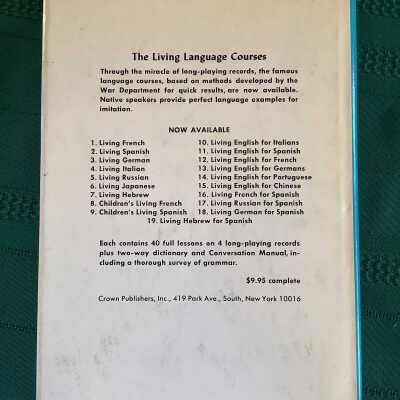 The Living Language Courses
Through the miracle of long-playing records, the famous
language courses, based on methods developed by the
War Department for quick results, are now available.
Native speakers provide perfect language examples for
imitation.
NOW AVAILABLE
1. Living French
2. Living Spanish
3. Living German
4. Living Italian
5. Living Russian
6. Living Japanese
7. Living Hebrew
8. Children's Living French
9. Children's Living Spanish
10. Living English for Italians
11. Living English for Spanish
12. Living English for French
13. Living English for Germans
14. Living English for Portuguese
15. Living English for Chinese
16. Living French for Spanish
17. Living Russian for Spanish
18. Living German for Spanish
19. Living Hebrew for Spanish
Each contains 40 full lessons on 4 long-playing records
plus two-way dictionary and Conversation Manual, in-
cluding a thorough survey of grammar.
$9.95 complete
Crown Publishers, Inc., 419 Park Ave., South, New York 10016